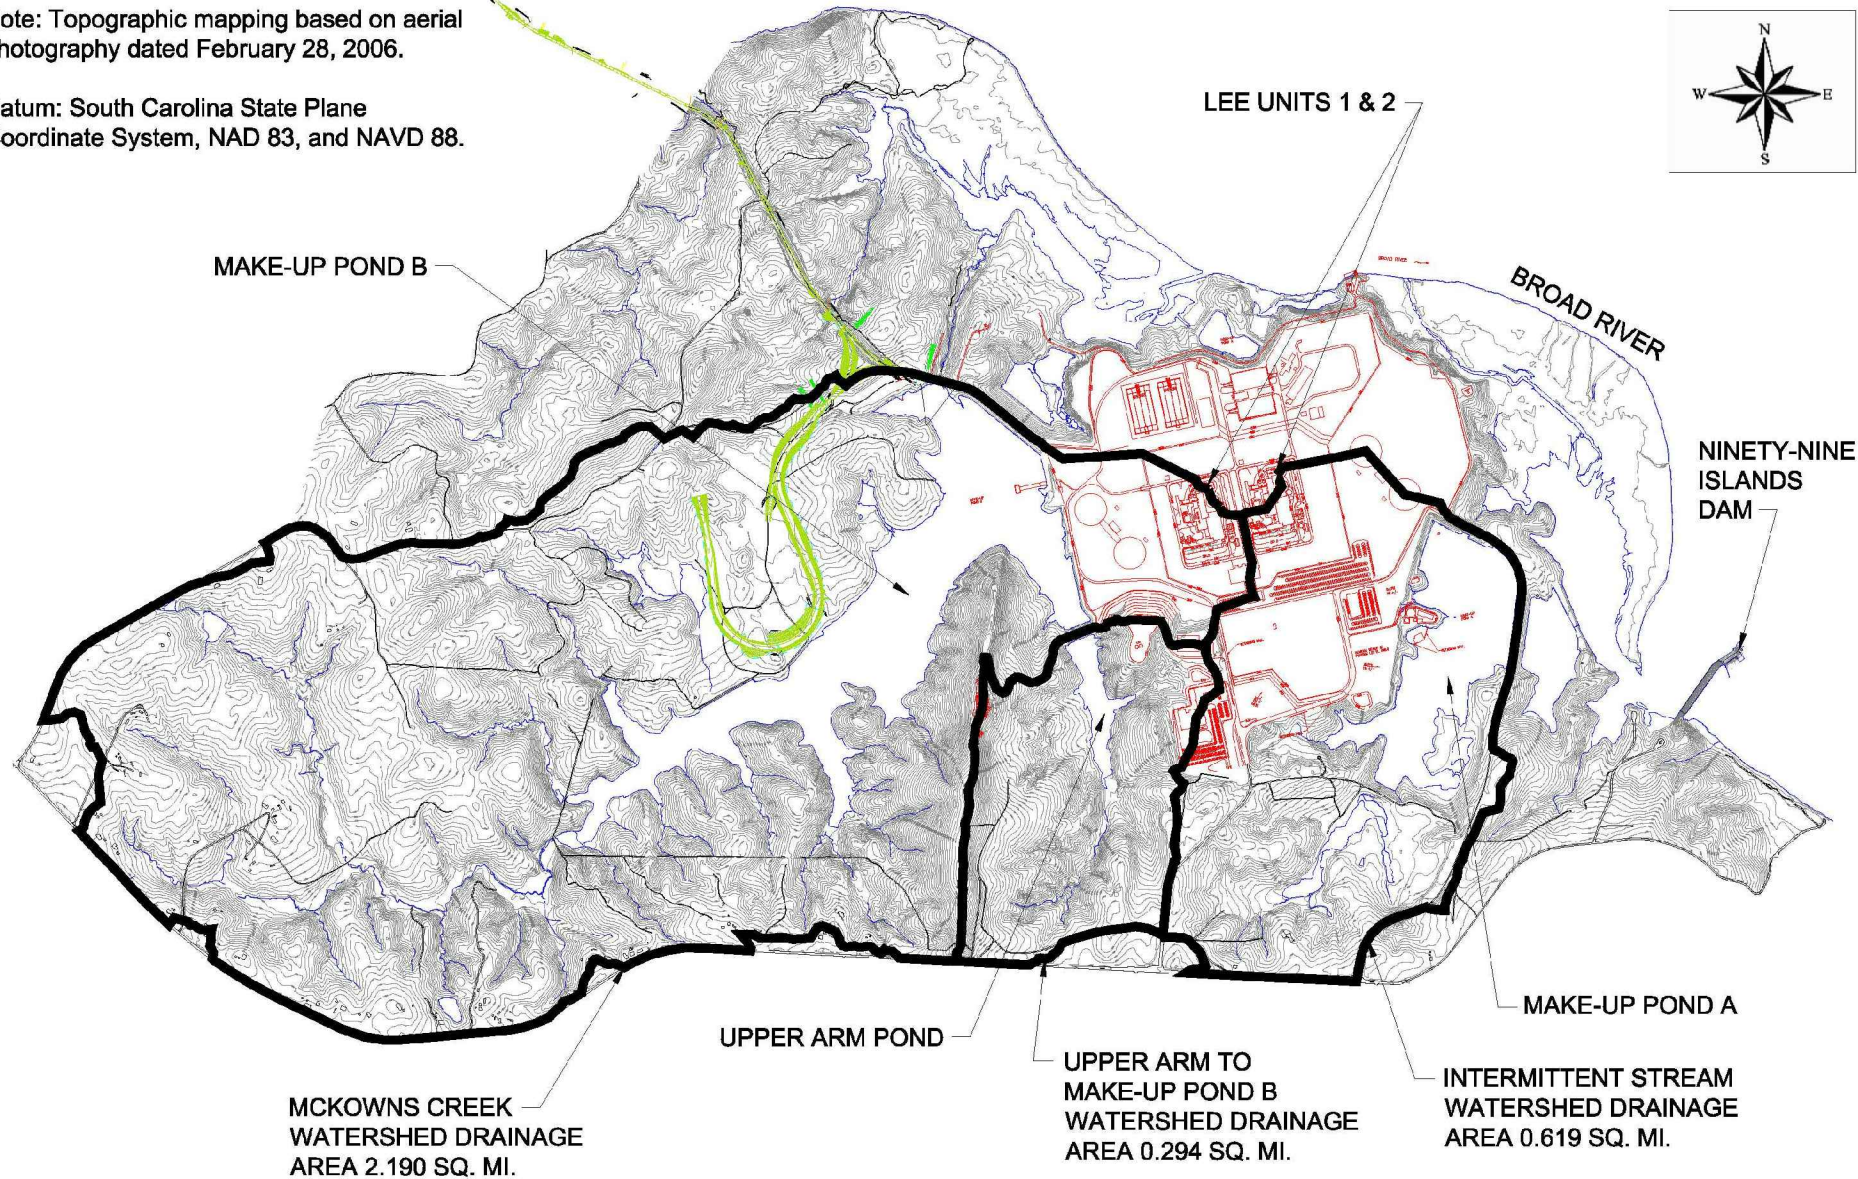 ote: Topographic mapping based on aerial
hotography dated February 28, 2006.
atum: South Carolina State Plane
oordinate System, NAD 83, and NAVD 88.
N
W
E
S
LEE UNITS 1 & 2
MAKE-UP POND B
BROAD RIVER
BROAD RIVER
NINETY-NINE
ISLANDS
DAM
MAKE-UP POND A
UPPER ARM POND
UPPER ARM TO
MAKE-UP POND B
WATERSHED DRAINAGE
AREA 0.294 SQ. MI.
INTERMITTENT STREAM
WATERSHED DRAINAGE
AREA 0.619 SQ. MI.
MCKOWNS CREEK
WATERSHED DRAINAGE
AREA 2.190 SQ. MI.